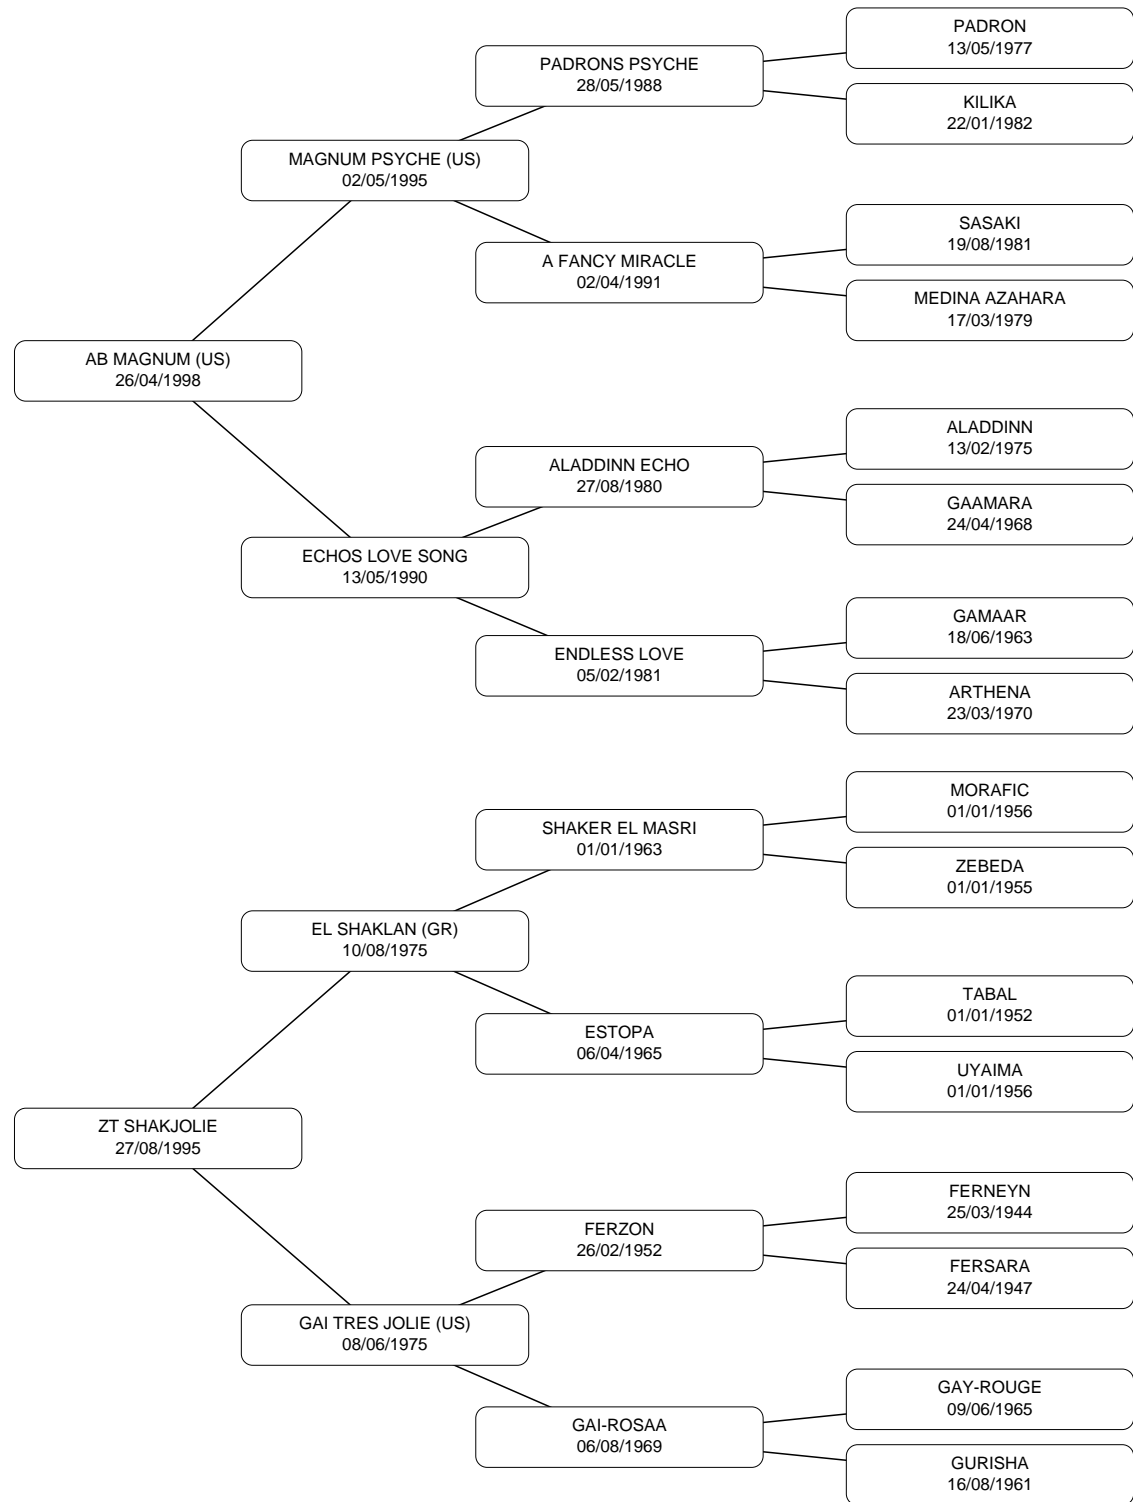 PADRON
13/05/1977
PADRONS PSYCHE
28/05/1988
KILIKA
22/01/1982
MAGNUM PSYCHE (US)
02/05/1995
SASAKI
19/08/1981
A FANCY MIRACLE
02/04/1991
MEDINA AZAHARA
17/03/1979
AB MAGNUM (US)
26/04/1998
ALADDINN
13/02/1975
ALADDINN ECHO
27/08/1980
GAAMARA
24/04/1968
ECHOS LOVE SONG
13/05/1990
GAMAAR
18/06/1963
ENDLESS LOVE
05/02/1981
ARTHENA
23/03/1970
MORAFIC
01/01/1956
SHAKER EL MASRI
01/01/1963
ZEBEDA
01/01/1955
EL SHAKLAN (GR)
10/08/1975
TABAL
01/01/1952
ESTOPA
06/04/1965
UYAIMA
01/01/1956
ZT SHAKJOLIE
27/08/1995
FERNEYN
25/03/1944
FERZON
26/02/1952
FERSARA
24/04/1947
GAI TRES JOLIE (US)
08/06/1975
GAY-ROUGE
09/06/1965
GAI-ROSAA
06/08/1969
GURISHA
16/08/1961